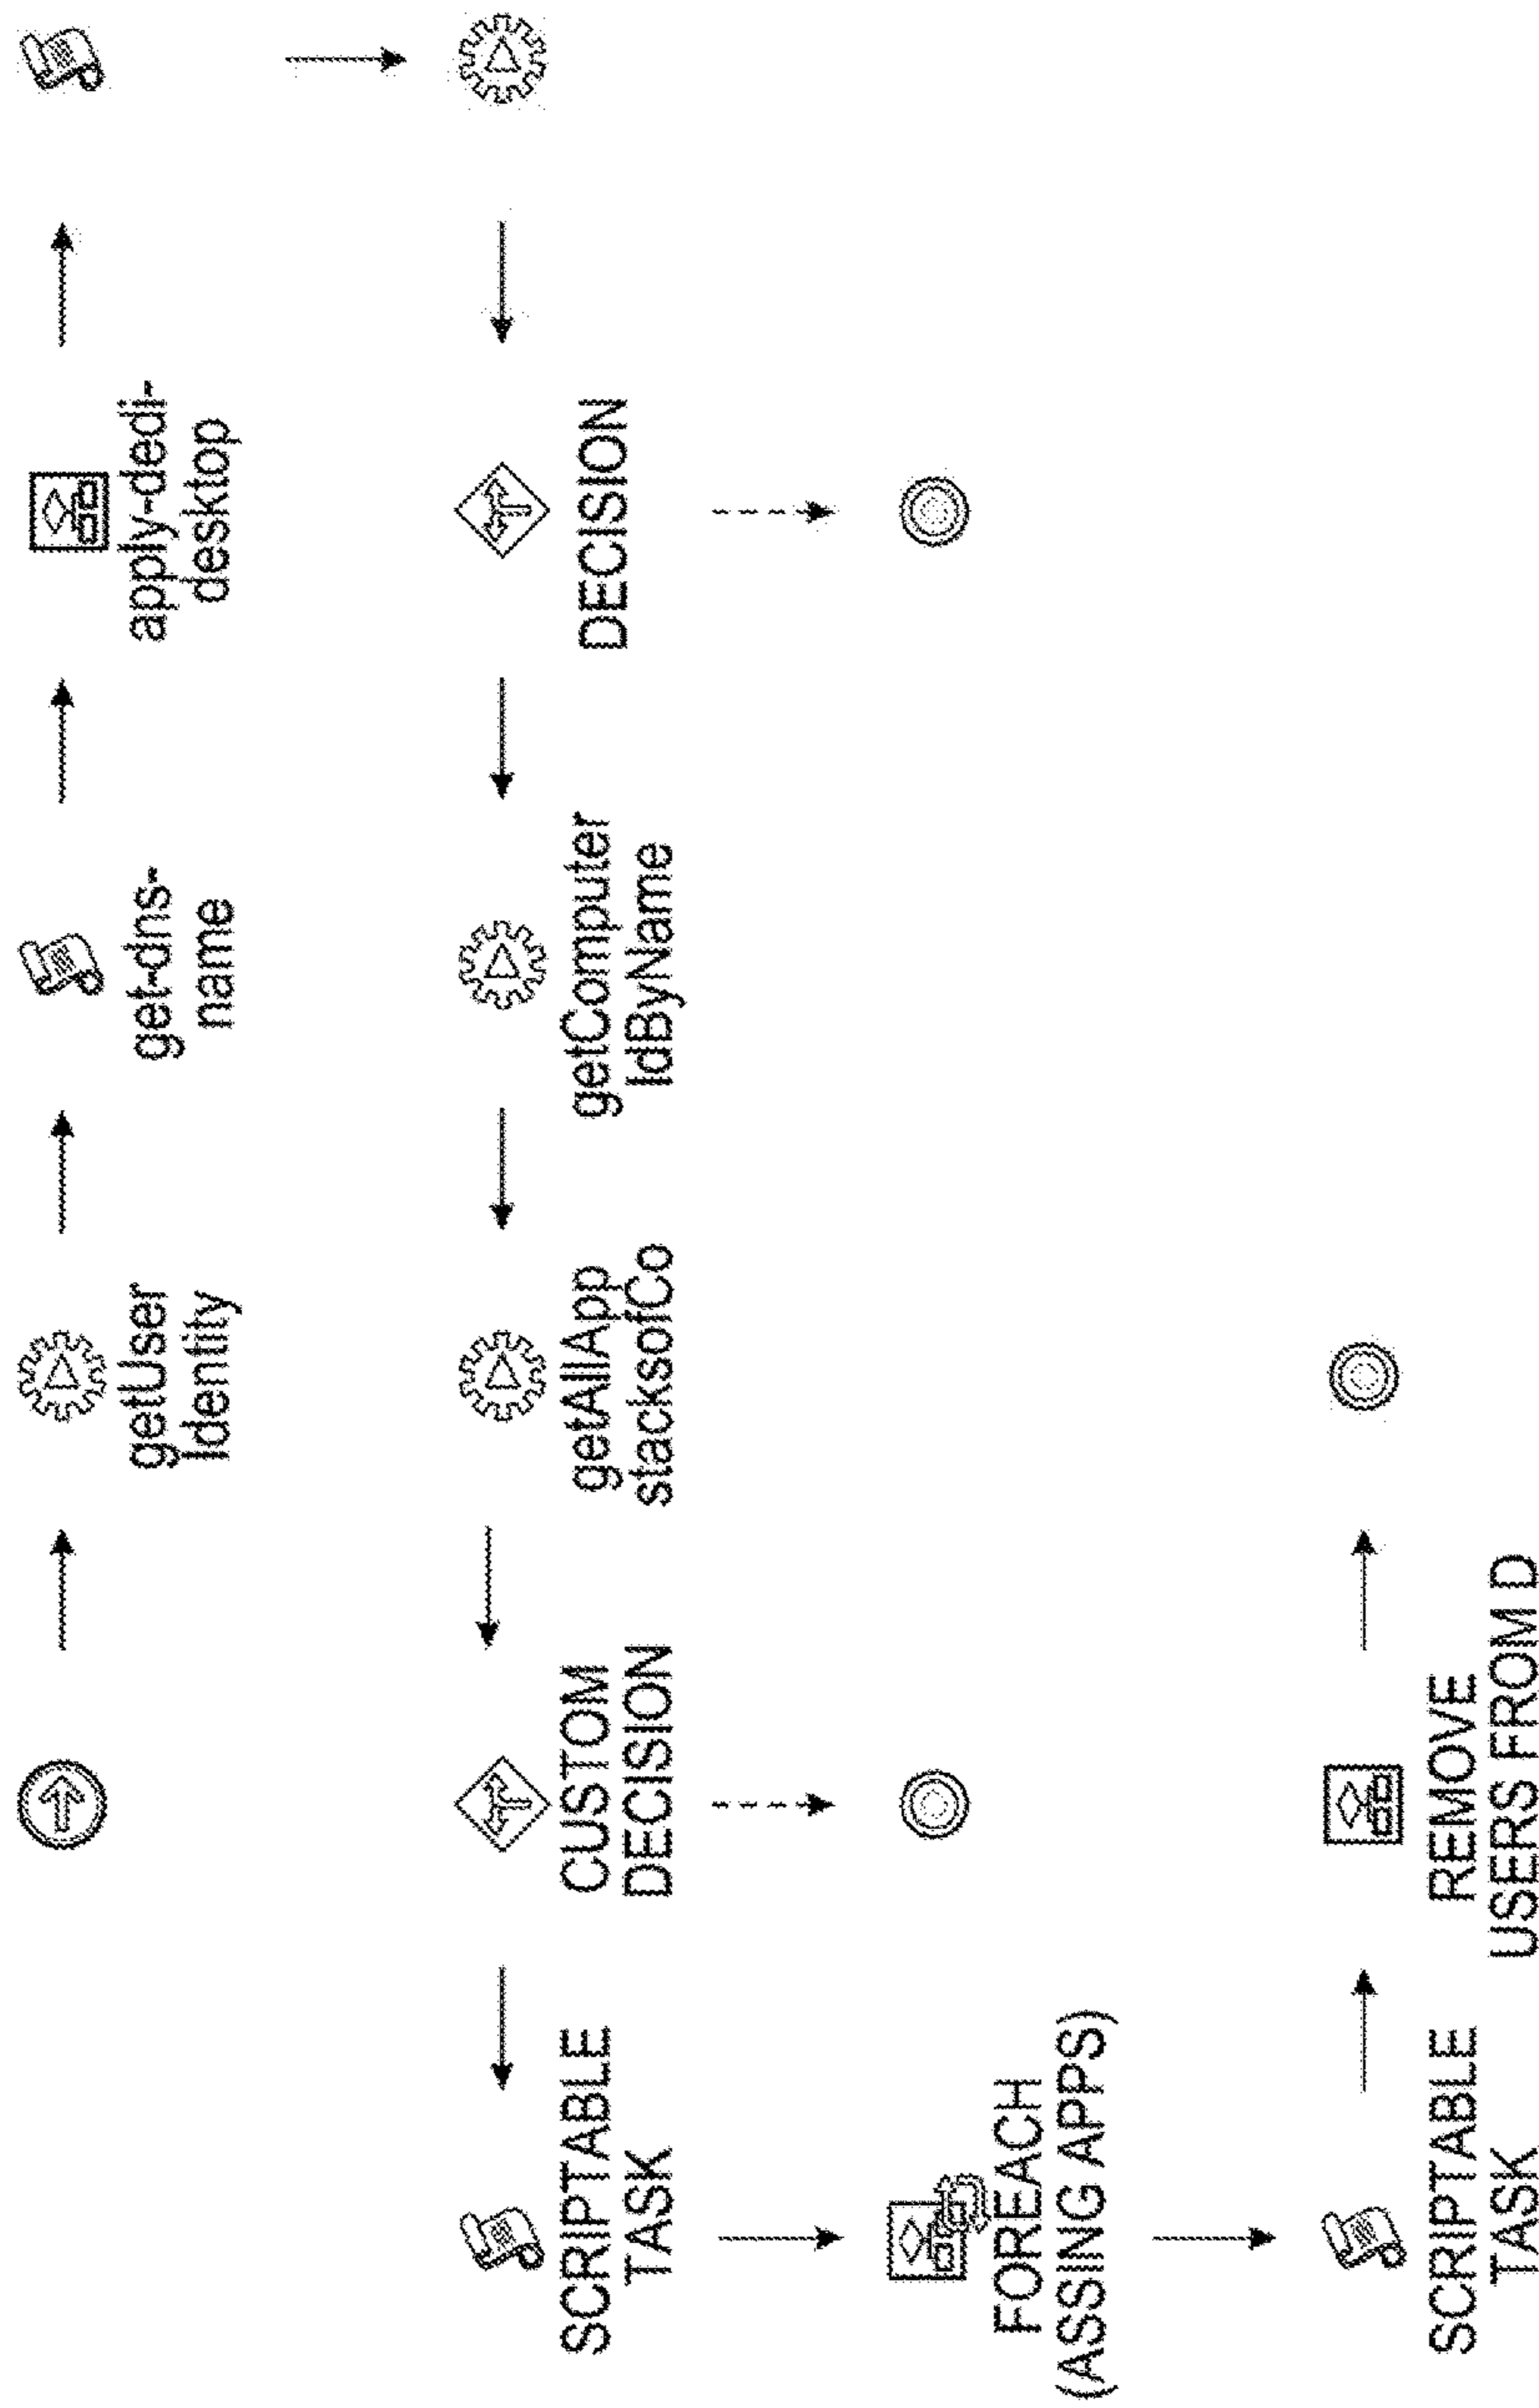 getUser
Identity
get-dns-
name
apply-dedi-
desktop
DECISION
getComputer
IdByName
getAllApp
stacksofCo
CUSTOM
DECISION
SCRIPTABLE
TASK
FOREACH
(ASSING APPS)
SCRIPTABLE
TASK
REMOVE
USERS FROM D